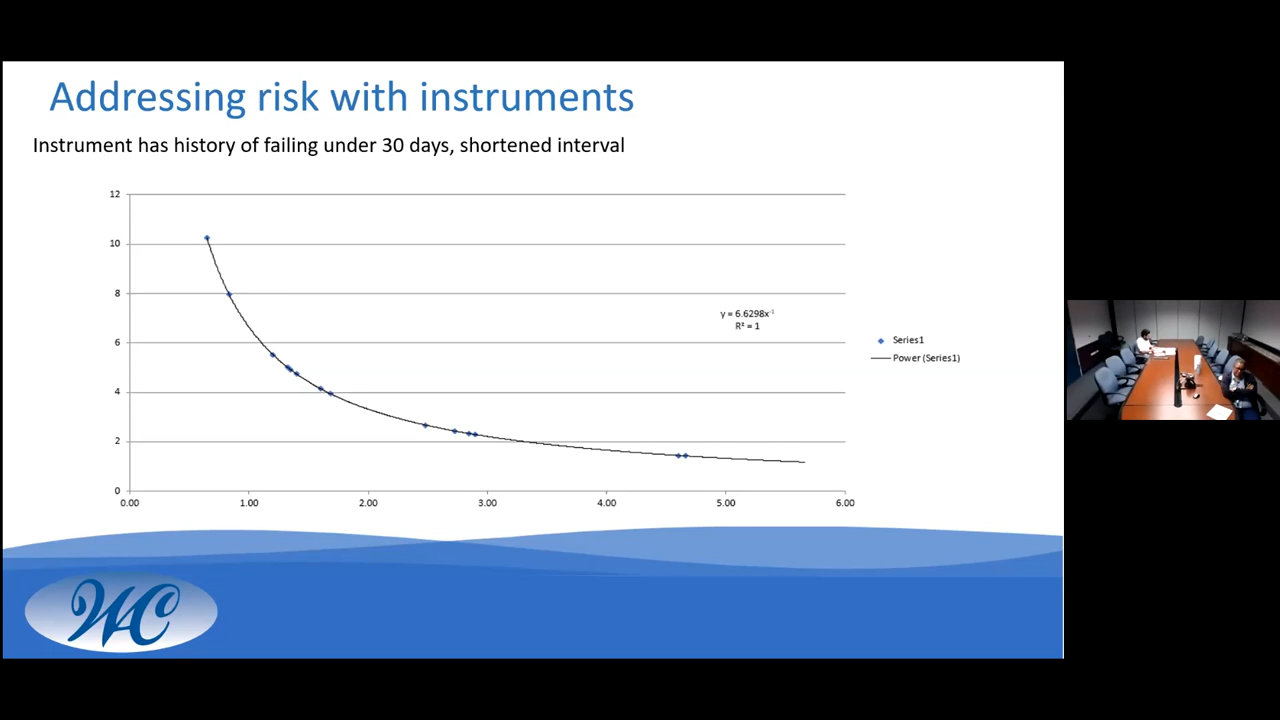 Addressing risk with instruments
Instrument has history of failing under 30 days, shortened interval
12
10
8
6
4
2
0
0.00 1.00 2.00 3.00 4.00 5.00 6.00
y = 6.6298x⁻¹
R² = 1
Series1
Power (Series1)
WC